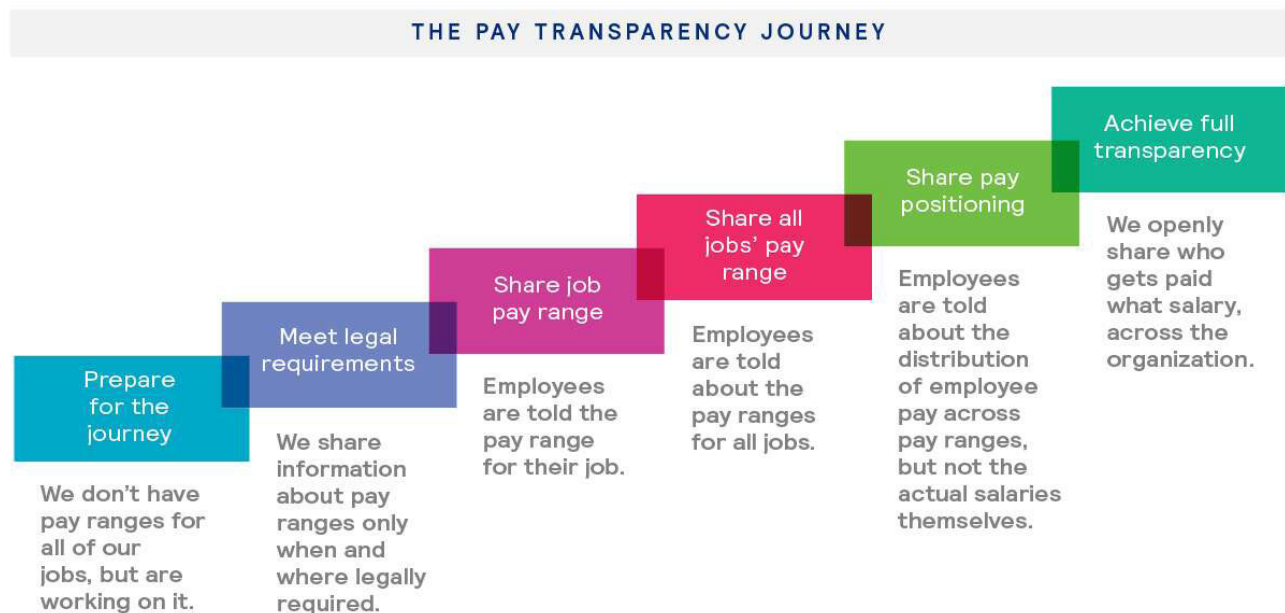 THE PAY TRANSPARENCY JOURNEY
Prepare
for the
journey
We don't have
pay ranges for
all of our
jobs, but are
working on it.
Meet legal
requirements
We share
information
about pay
ranges only
when and
where legally
required.
Share job
pay range
Employees
are told the
pay range
for their job.
Share all
jobs' pay
range
Employees
are told
about the
pay ranges
for all jobs.
Share pay
positioning
Employees
are told
about the
distribution
of employee
pay across
pay ranges,
but not the
actual salaries
themselves.
Achieve full
transparency
We openly
share who
gets paid
what salary,
across the
organization.